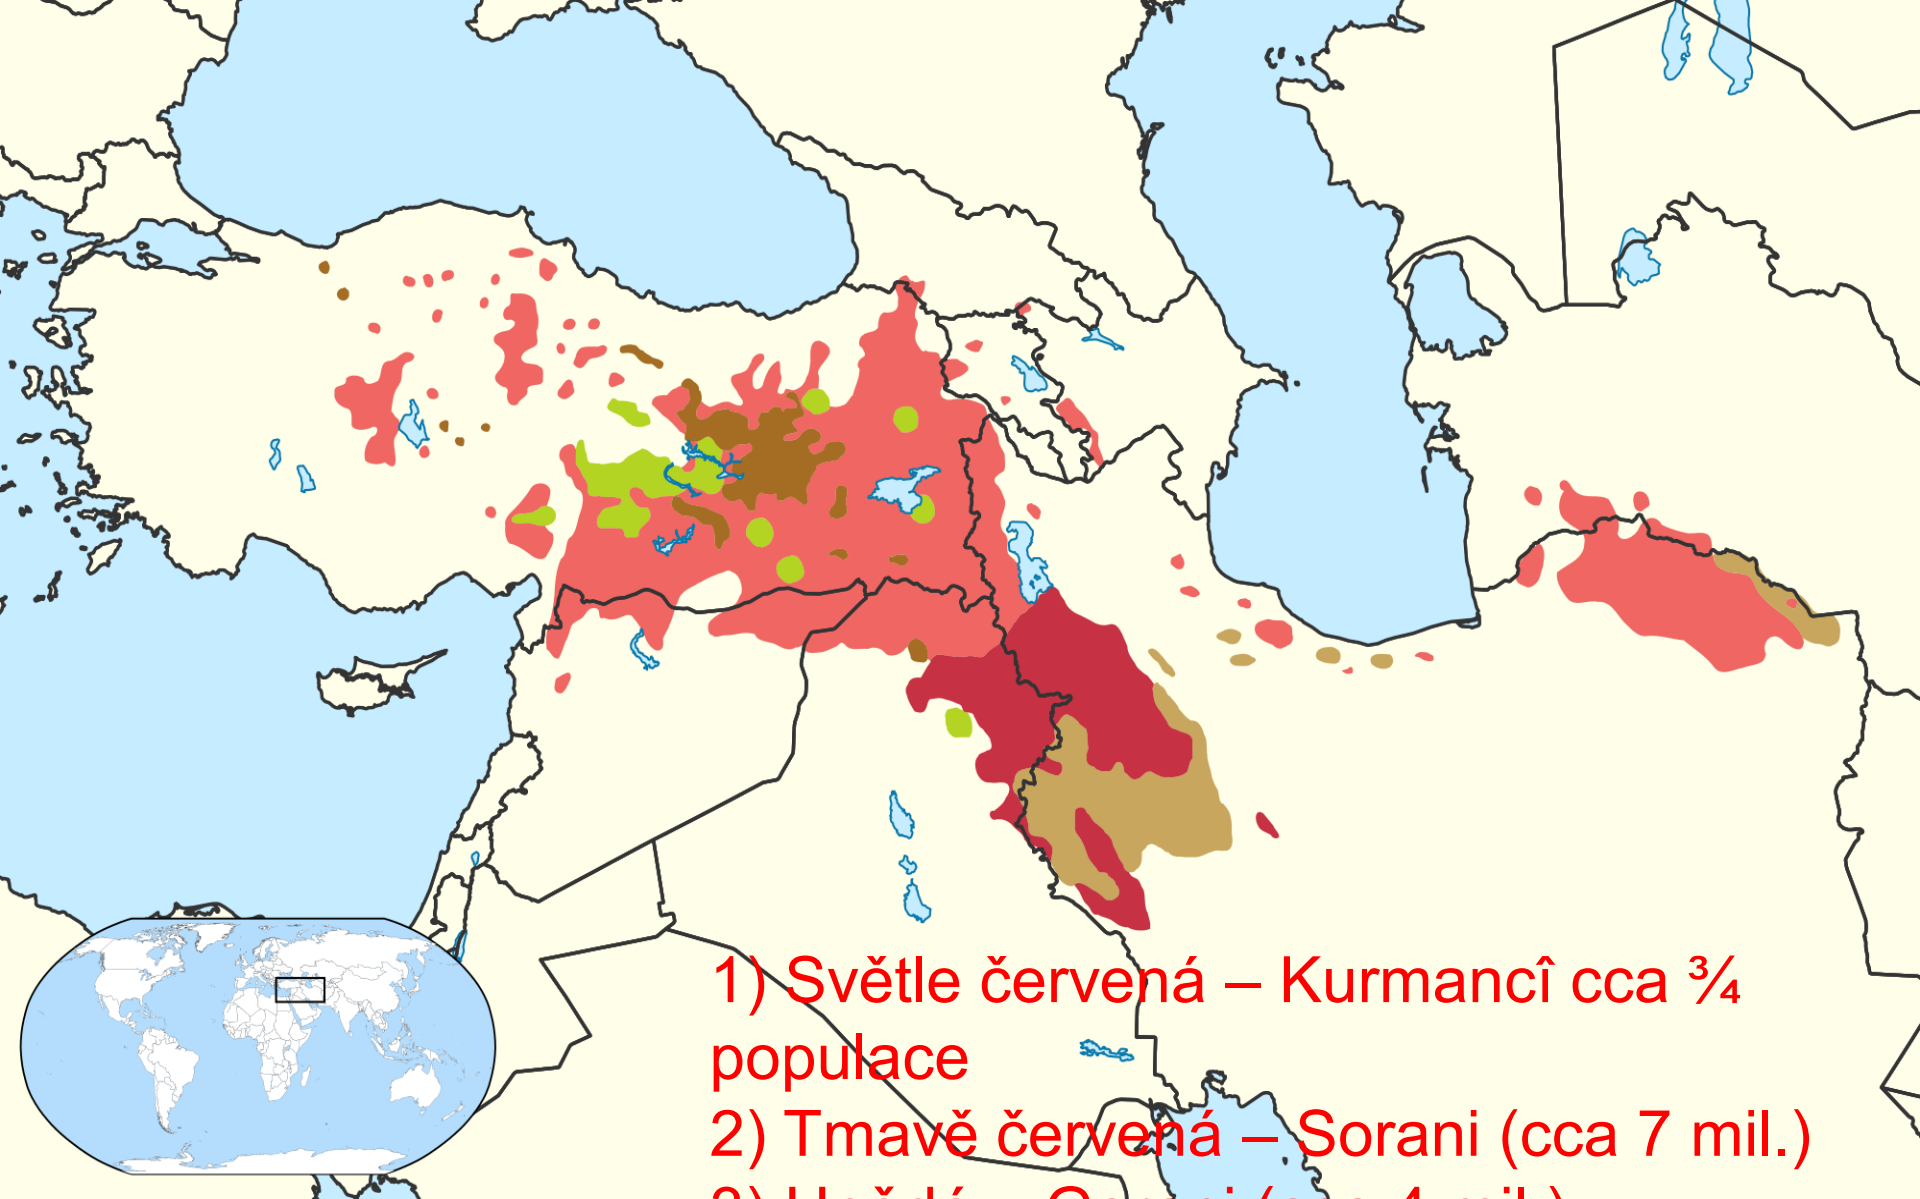 1) Světle červená – Kurmancî cca ¾
populace
2) Tmavě červená – Sorani (cca 7 mil.)